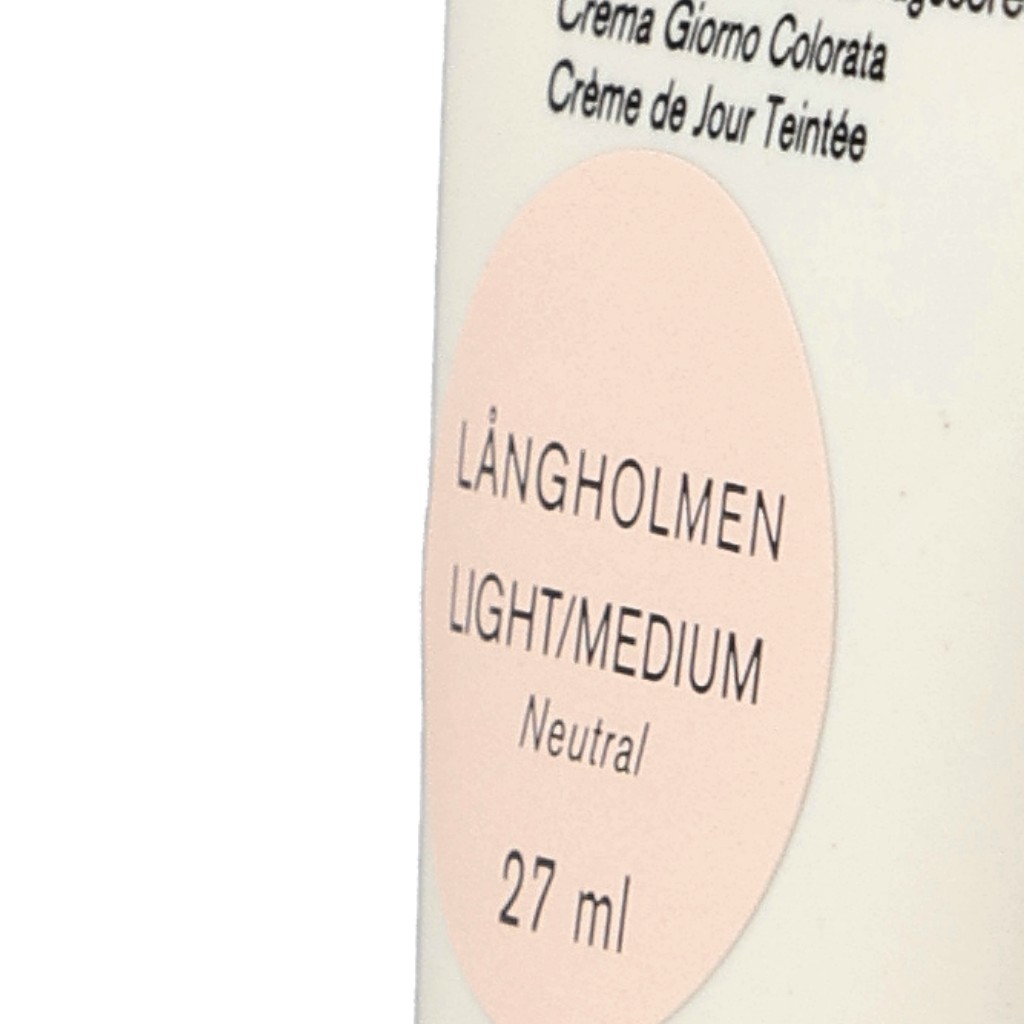 Crema Giorno Colorata
Crème de Jour Teintée
LÅNGHOLMEN
LIGHT/MEDIUM
Neutral
27 ml